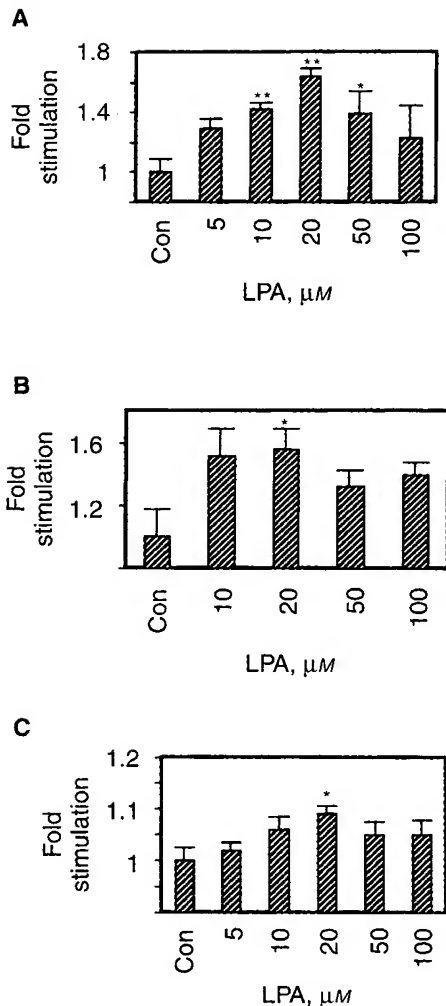 A
Fold
stimulation
1.8
1.4
1
** ** *
Con 5 10 20 50 100
LPA, μM
B
Fold
stimulation
1.6
1.2
*
Con 10 20 50 100
LPA, μM
C
Fold
stimulation
1.2
1.1
1
*
Con 5 10 20 50 100
LPA, μM